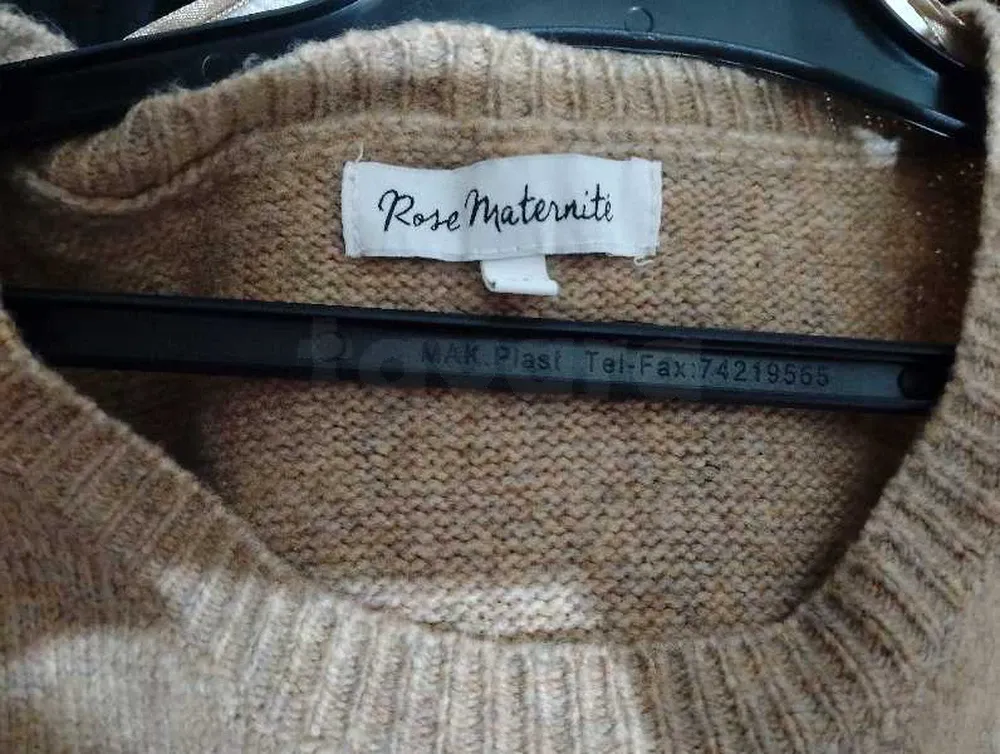 Rose Maternité
MAK.Plast Tel-Fax:74219565